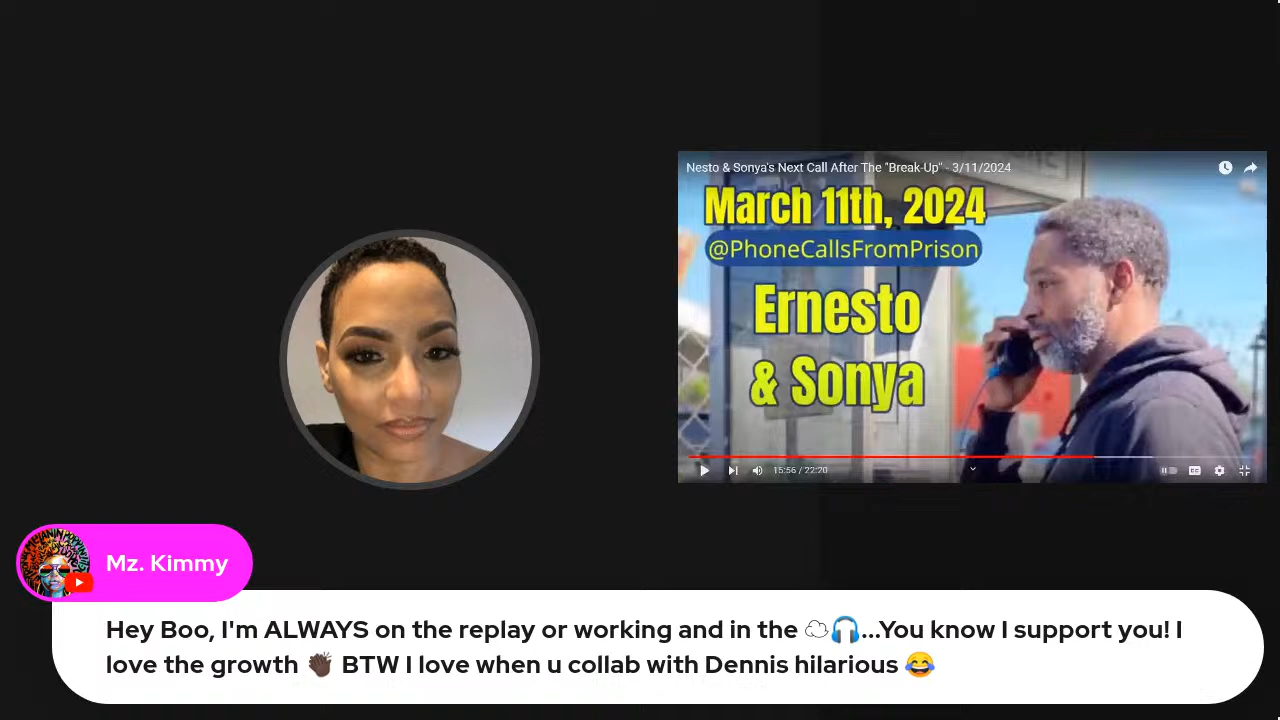 Nesto & Sonya's Next Call After The "Break-Up" - 3/11/2024
March 11th, 2024
@PhoneCallsFromPrison
Ernesto
& Sonya
15:56 / 22:20
Mz. Kimmy
Hey Boo, I'm ALWAYS on the replay or working and in the ☁️🎧...You know I support you! I
love the growth 👏🏿 BTW I love when u collab with Dennis hilarious 😂